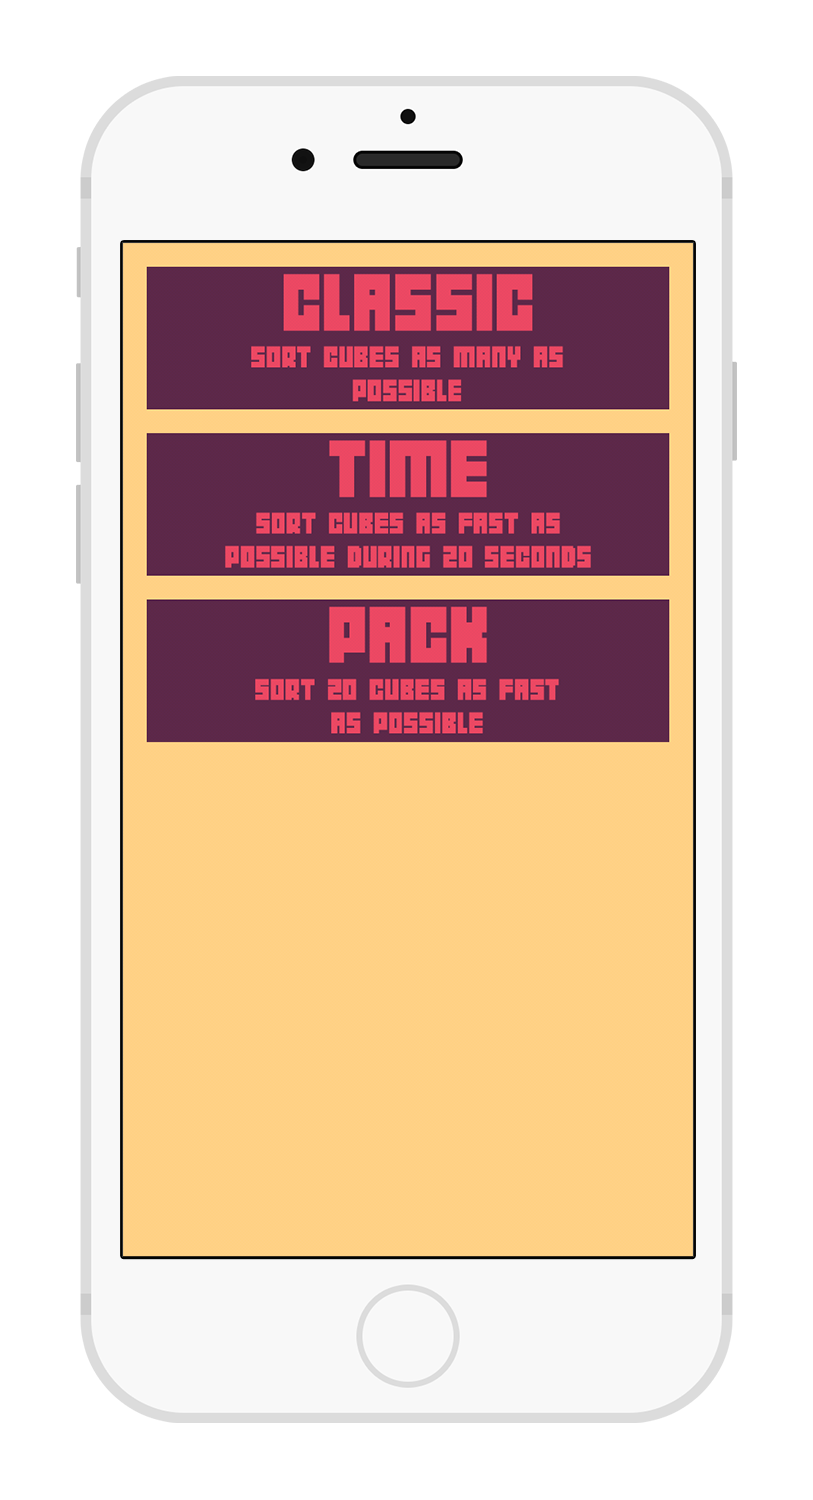 CLASSIC
SORT CUBES AS MANY AS
POSSIBLE
TIME
SORT CUBES AS FAST AS
POSSIBLE DURING 20 SECONDS
PACK
SORT 20 CUBES AS FAST
AS POSSIBLE